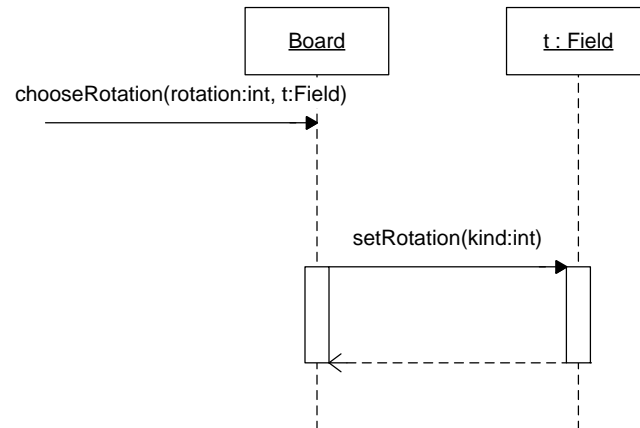 Board
t : Field
chooseRotation(rotation:int, t:Field)
setRotation(kind:int)